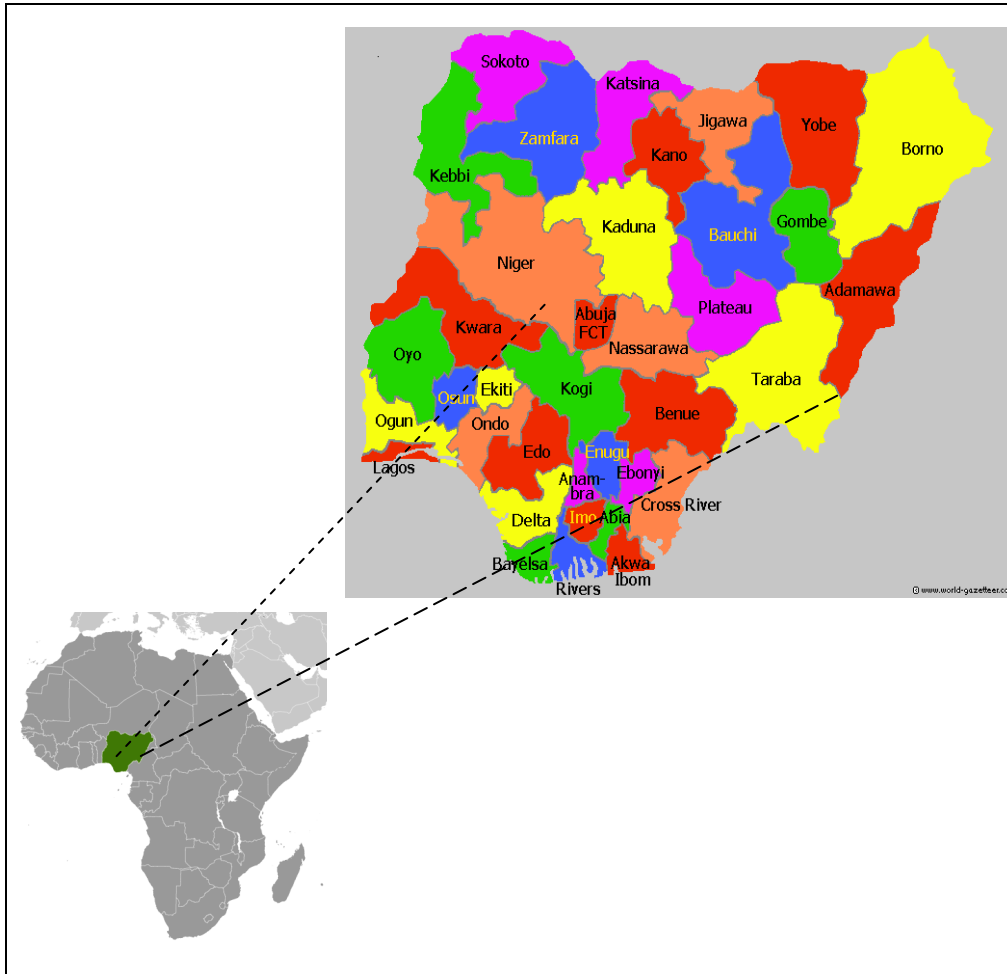 Sokoto
Katsina
Zamfara
Jigawa
Yobe
Borno
Kano
Kebbi
Kaduna
Bauchi
Gombe
Niger
Adamawa
Plateau
Abuja
FCT
Kwara
Nassarawa
Oyo
Taraba
Osun
Ekiti
Kogi
Ogun
Ondo
Benue
Edo
Enugu
Lagos
Anam-
bra
Ebonyi
Cross River
Delta
Imo
Abia
Bayelsa
Akwa
Ibom
Rivers
© www.world-gazetteer.co